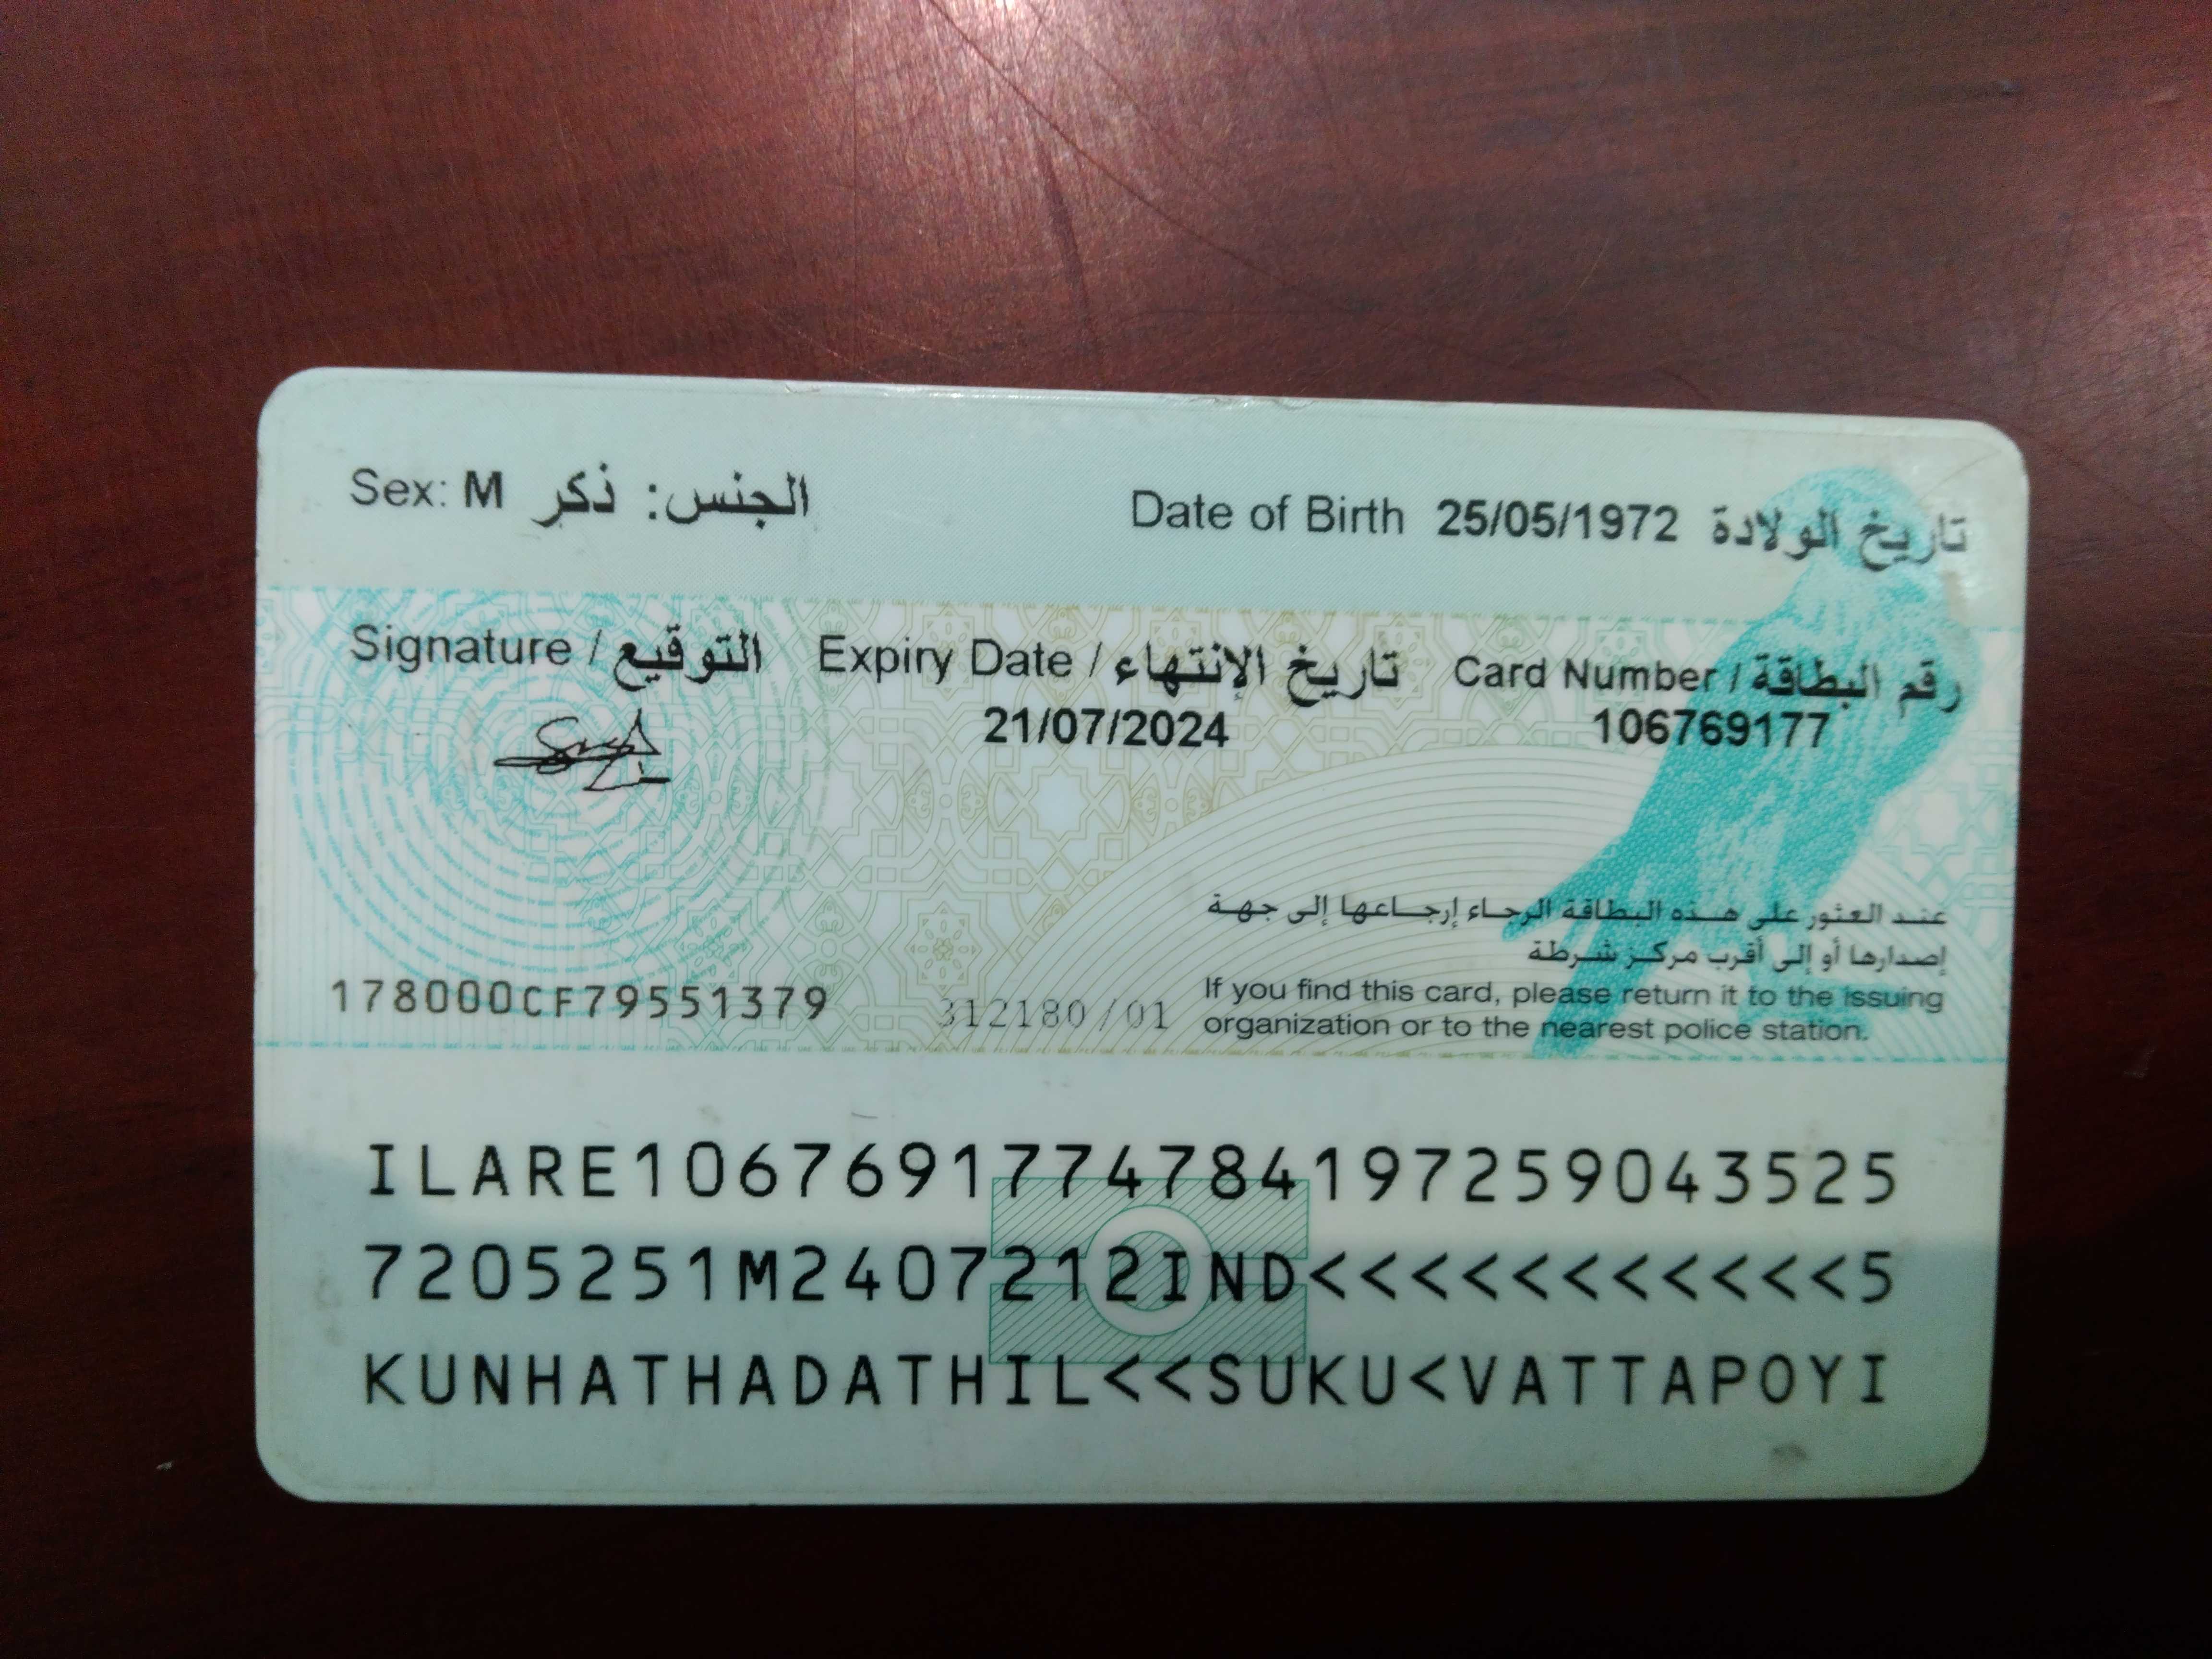 Sex: M الجنس: ذكر
Date of Birth 25/05/1972 تاريخ الولادة
Signature / التوقيع
Expiry Date / تاريخ الإنتهاء
Card Number / رقم البطاقة
21/07/2024
106769177
عند العثور على هذه البطاقة الرجاء إرجاعها إلى جهة
إصدارها أو إلى أقرب مركز شرطة
If you find this card, please return it to the issuing
organization or to the nearest police station.
178000CF79551379
312180/01
ILARE1067691774784197259043525
7205251M2407212IND<<<<<<<<<<<5
KUNHATHADATHIL<<SUKU<VATTAPOYI